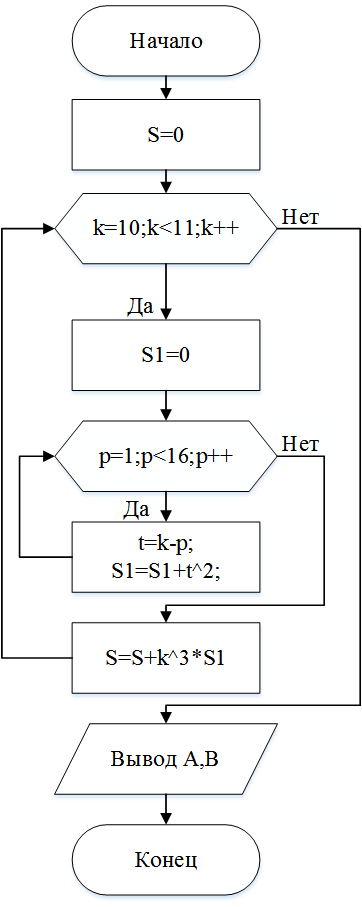 Начало
S=0
k=10;k<11;k++
Нет
Да
S1=0
p=1;p<16;p++
Нет
Да
t=k-p;
S1=S1+t^2;
S=S+k^3*S1
Вывод A,B
Конец